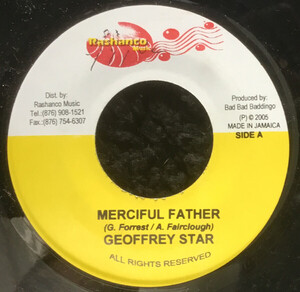 Rashanco
Music
Dist. by:
Rashanco Music
Tel:(876) 908-1521
Fax:(876) 754-6307
Produced by:
Bad Bad Baddingo
(P) © 2005
MADE IN JAMAICA
SIDE A
MERCIFUL FATHER
(G. Forrest / A. Fairclough)
GEOFFREY STAR
ALL RIGHTS RESERVED